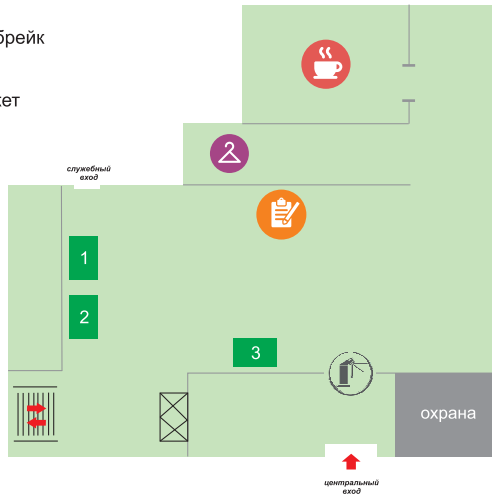 брейк
кет
служебный
вход
1
2
3
охрана
центральный
вход